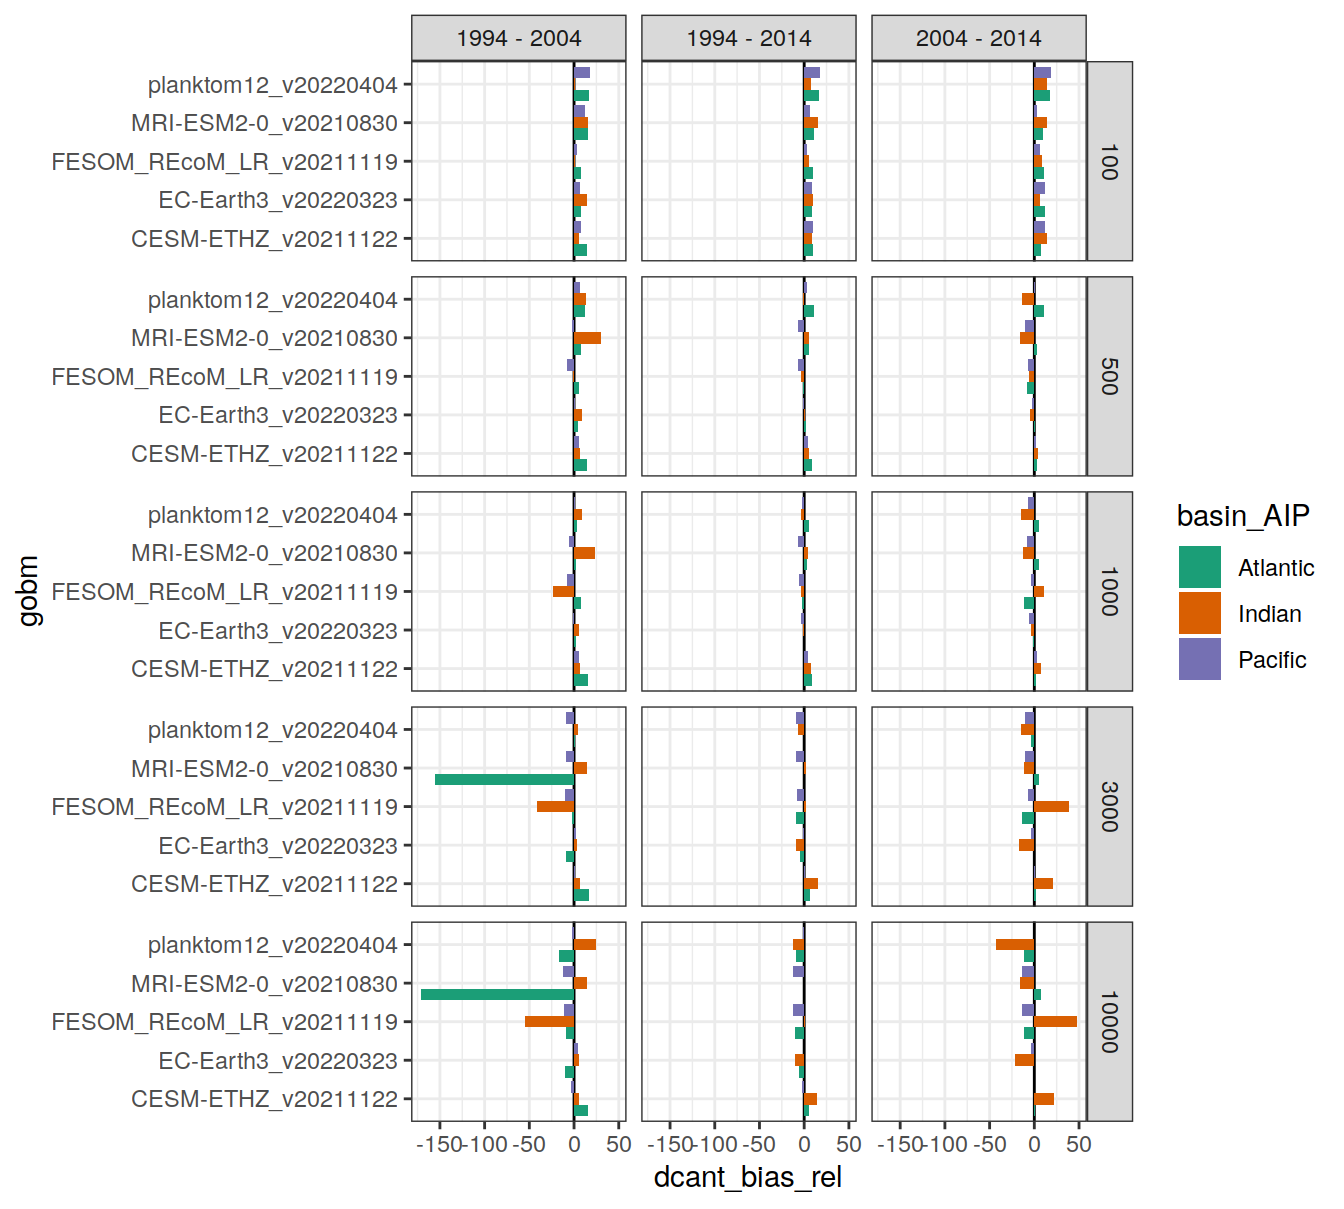 1994 - 2004
1994 - 2014
2004 - 2014
planktom12_v20220404
MRI-ESM2-0_v20210830
FESOM_REcoM_LR_v20211119
EC-Earth3_v20220323
CESM-ETHZ_v20211122
100
planktom12_v20220404
MRI-ESM2-0_v20210830
FESOM_REcoM_LR_v20211119
EC-Earth3_v20220323
CESM-ETHZ_v20211122
500
planktom12_v20220404
MRI-ESM2-0_v20210830
FESOM_REcoM_LR_v20211119
EC-Earth3_v20220323
CESM-ETHZ_v20211122
1000
planktom12_v20220404
MRI-ESM2-0_v20210830
FESOM_REcoM_LR_v20211119
EC-Earth3_v20220323
CESM-ETHZ_v20211122
3000
planktom12_v20220404
MRI-ESM2-0_v20210830
FESOM_REcoM_LR_v20211119
EC-Earth3_v20220323
CESM-ETHZ_v20211122
10000
-150 -100 -50 0 50
-150 -100 -50 0 50
-150 -100 -50 0 50
dcant_bias_rel
gobm
basin_AIP
Atlantic
Indian
Pacific